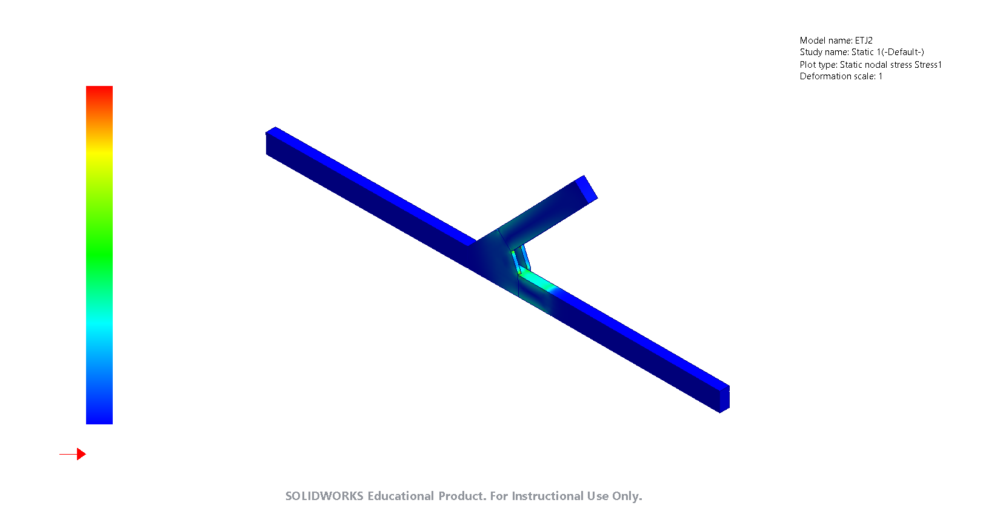 Model name: ETJ2
Study name: Static 1(-Default-)
Plot type: Static nodal stress Stress1
Deformation scale: 1
SOLIDWORKS Educational Product. For Instructional Use Only.